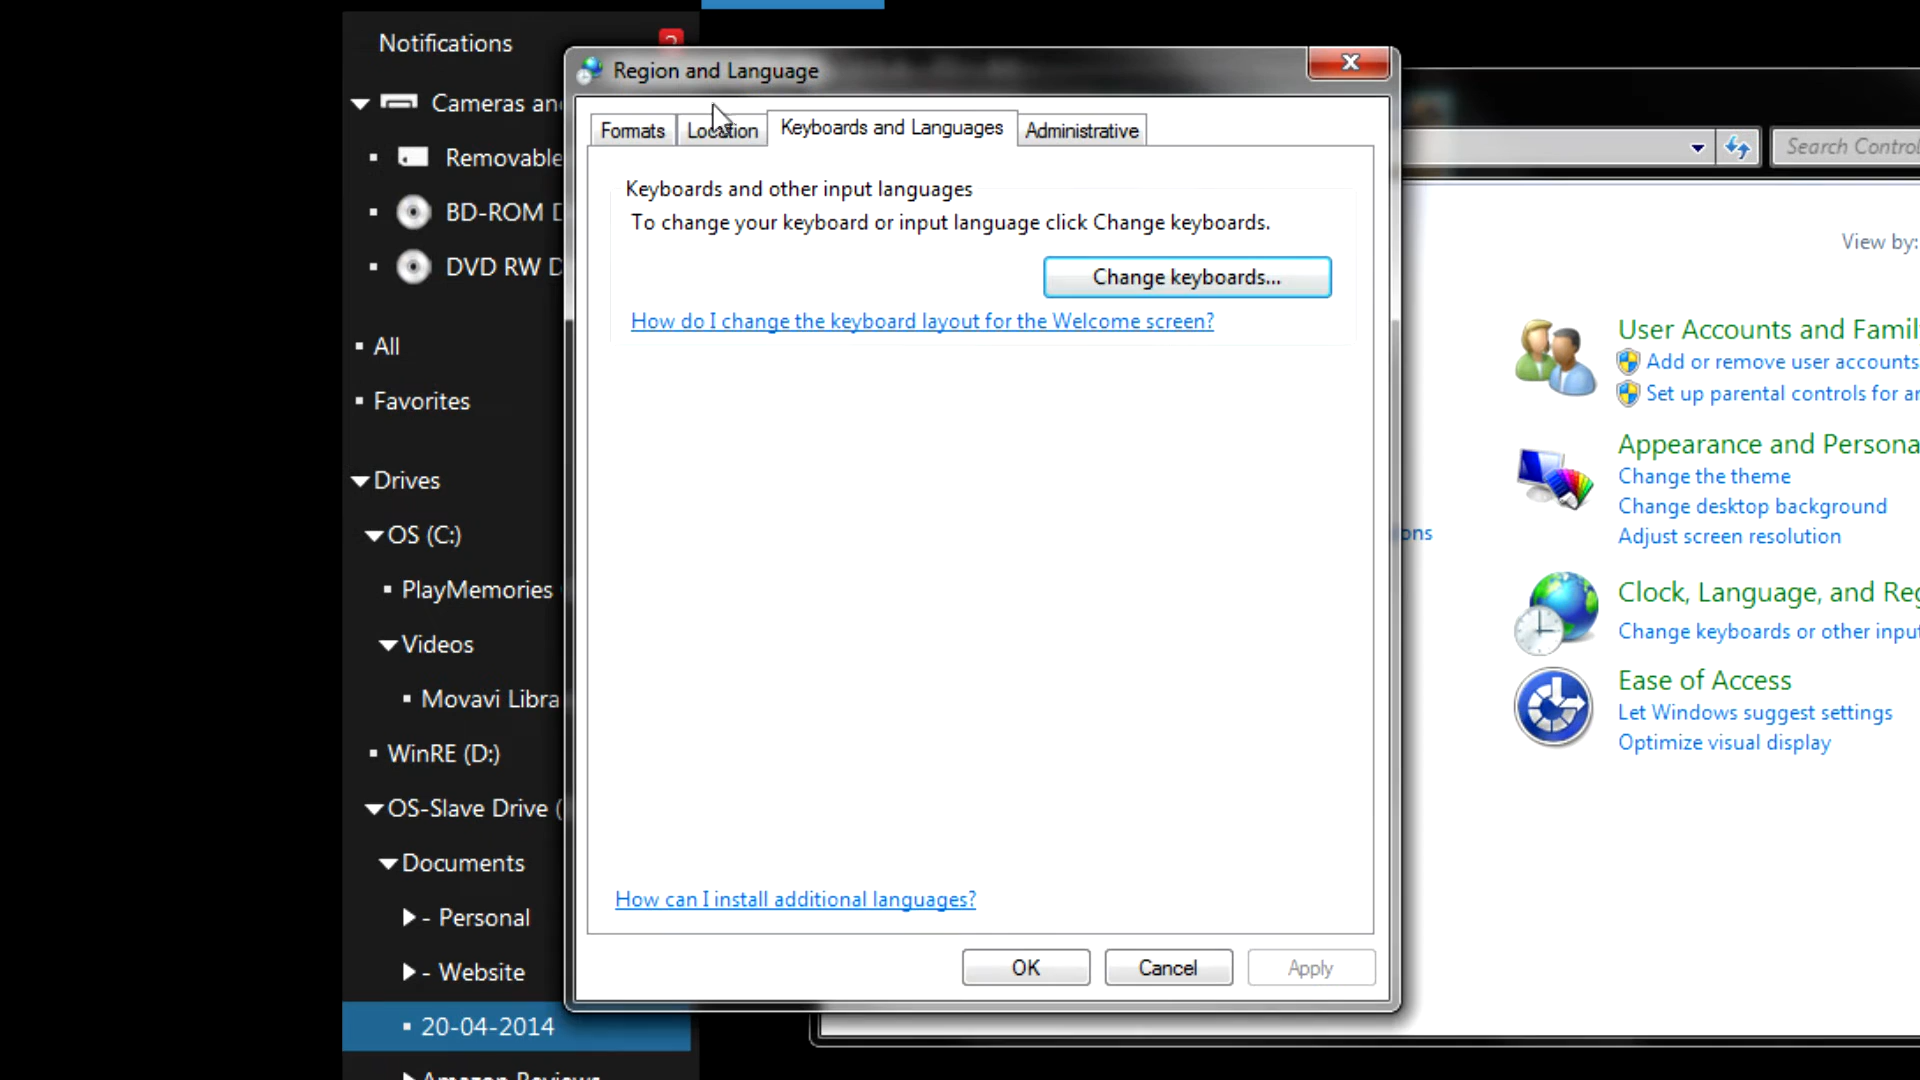 Notifications
Cameras an
Removable
BD-ROM D
DVD RW D
All
Favorites
Drives
OS (C:)
PlayMemories
Videos
Movavi Libra
WinRE (D:)
OS-Slave Drive (
Documents
- Personal
- Website
20-04-2014
Amazon Reviews
Region and Language
Formats
Location
Keyboards and Languages
Administrative
Keyboards and other input languages
To change your keyboard or input language click Change keyboards.
Change keyboards...
How do I change the keyboard layout for the Welcome screen?
How can I install additional languages?
OK
Cancel
Apply
Search Control
View by:
ons
User Accounts and Famil
Add or remove user accounts
Set up parental controls for an
Appearance and Persona
Change the theme
Change desktop background
Adjust screen resolution
Clock, Language, and Reg
Change keyboards or other input
Ease of Access
Let Windows suggest settings
Optimize visual display